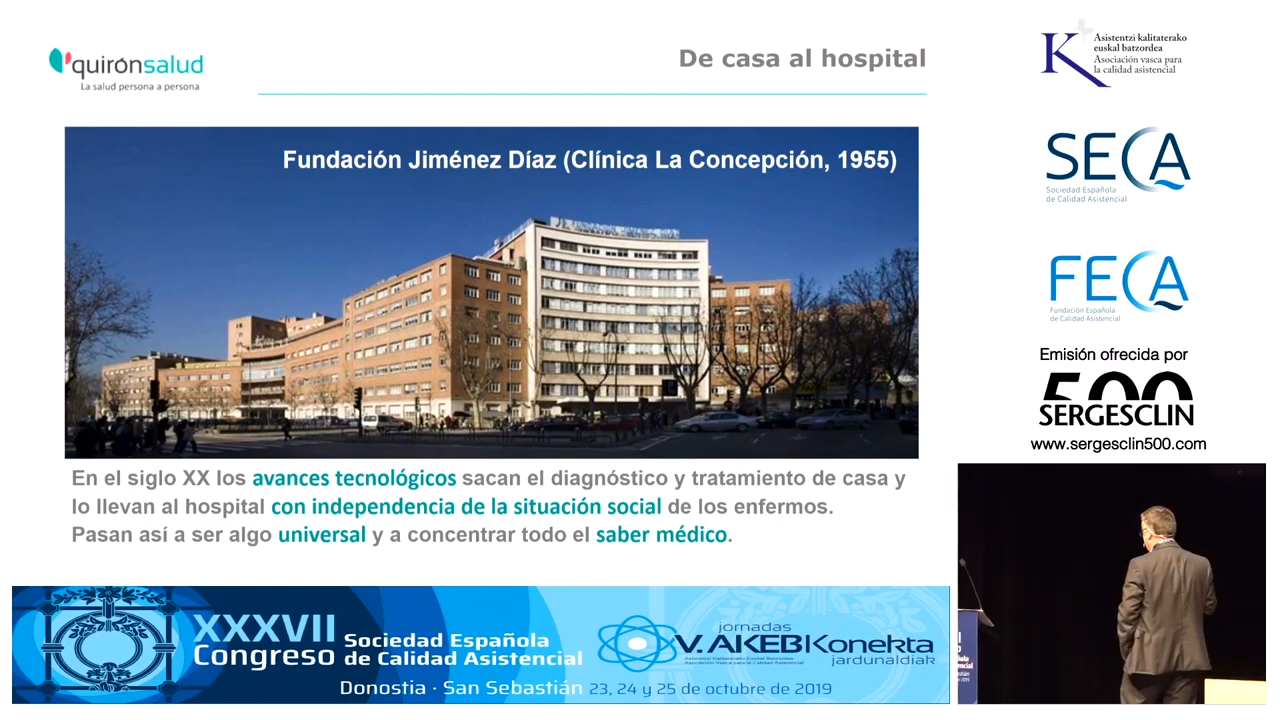 quirónsalud
La salud persona a persona
De casa al hospital
Fundación Jiménez Díaz (Clínica La Concepción, 1955)
En el siglo XX los avances tecnológicos sacan el diagnóstico y tratamiento de casa y
lo llevan al hospital con independencia de la situación social de los enfermos.
Pasan así a ser algo universal y a concentrar todo el saber médico.
XXXVII
Congreso
Sociedad Española
de Calidad Asistencial
Donostia · San Sebastián 23, 24 y 25 de octubre de 2019
jornadas
V.AKEBIKonekta
jardunaldiak
K
Asistentzi kalitaterako
euskal batzordea
Asociación vasca para
la calidad asistencial
SECA
Sociedad Española
de Calidad Asistencial
FECA
Fundación Española
de Calidad Asistencial
Emisión ofrecida por
500
SERGESCLIN
www.sergesclin500.com